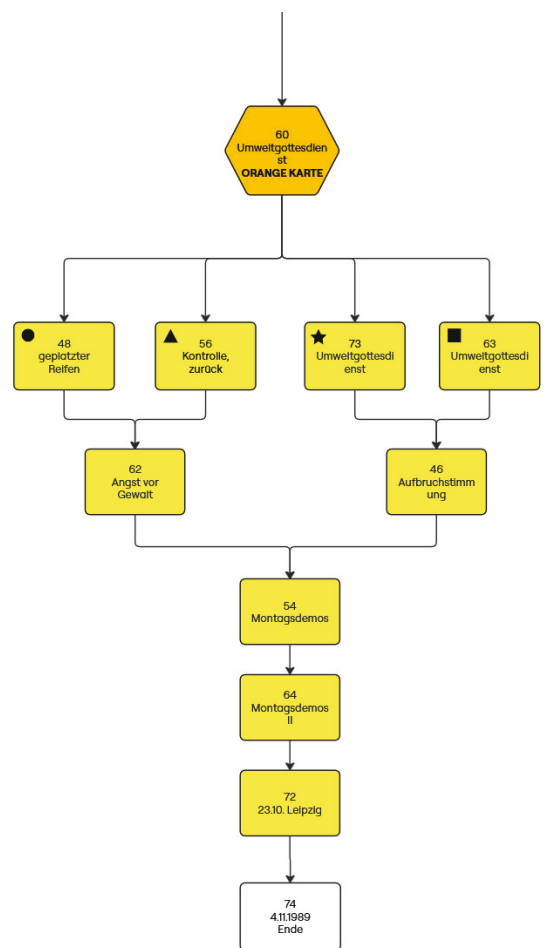 60
Umweltgottesdien
st
ORANGE KARTE
48
geplatzter
Reifen
56
Kontrolle,
zurück
73
Umweltgottesdi
enst
63
Umweltgottesdi
enst
62
Angst vor
Gewalt
46
Aufbruchstimm
ung
54
Montagsdemos
64
Montagsdemos
II
72
23.10. Leipzig
74
4.11.1989
Ende